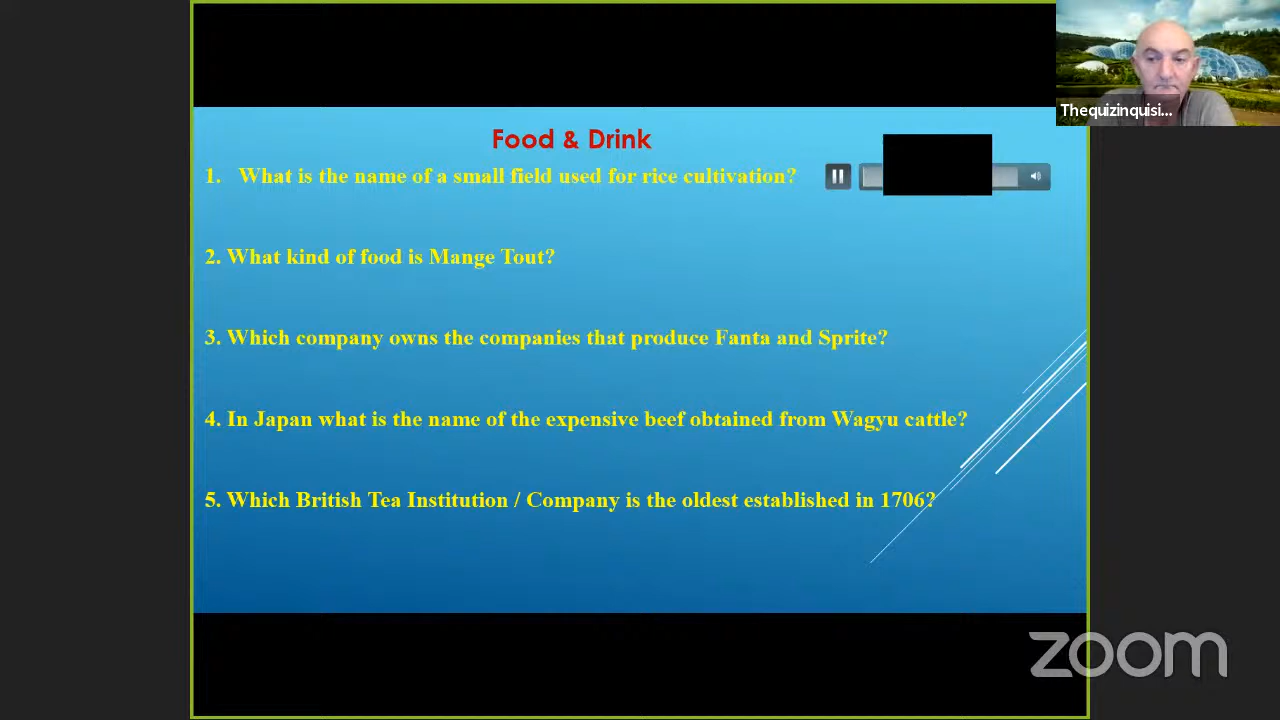 Thequizinquisi...
Food & Drink
1. What is the name of a small field used for rice cultivation?
2. What kind of food is Mange Tout?
3. Which company owns the companies that produce Fanta and Sprite?
4. In Japan what is the name of the expensive beef obtained from Wagyu cattle?
5. Which British Tea Institution / Company is the oldest established in 1706?
zoom